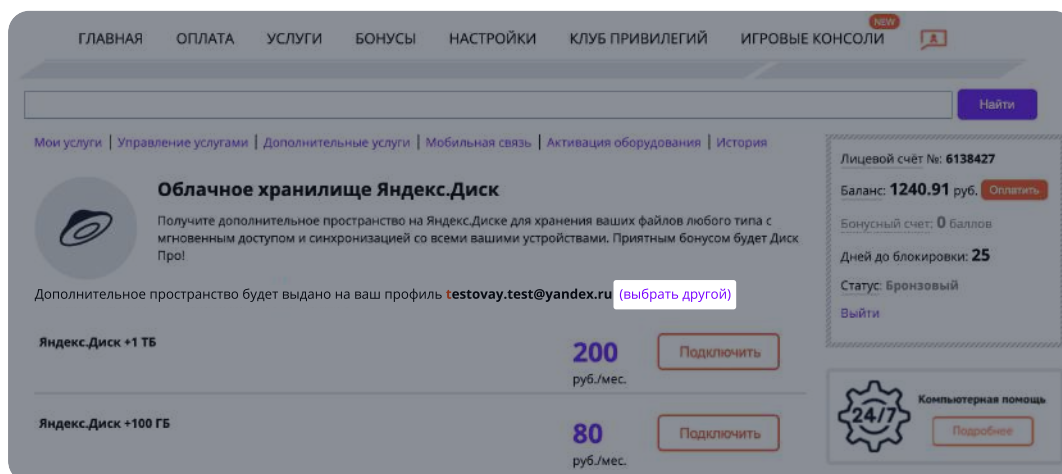 NEW
ГЛАВНАЯ ОПЛАТА УСЛУГИ БОНУСЫ НАСТРОЙКИ КЛУБ ПРИВИЛЕГИЙ ИГРОВЫЕ КОНСОЛИ
Найти
Мои услуги | Управление услугами | Дополнительные услуги | Мобильная связь | Активация оборудования | История
Облачное хранилище Яндекс.Диск
Получите дополнительное пространство на Яндекс.Диске для хранения ваших файлов любого типа с
мгновенным доступом и синхронизацией со всеми вашими устройствами. Приятным бонусом будет Диск
Про!
Дополнительное пространство будет выдано на ваш профиль testovay.test@yandex.ru (выбрать другой)
Яндекс.Диск +1 ТБ
200
руб./мес.
Подключить
Яндекс.Диск +100 ГБ
80
руб./мес.
Подключить
Лицевой счёт №: 6138427
Баланс: 1240.91 руб. Оплатить
Бонусный счет: 0 баллов
Дней до блокировки: 25
Статус: Бронзовый
Выйти
24/7
Компьютерная помощь
Подробнее